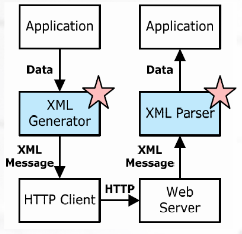 Application
Application
Data
Data
XML
Generator
XML Parser
XML
Message
XML
Message
HTTP Client
HTTP
Web
Server